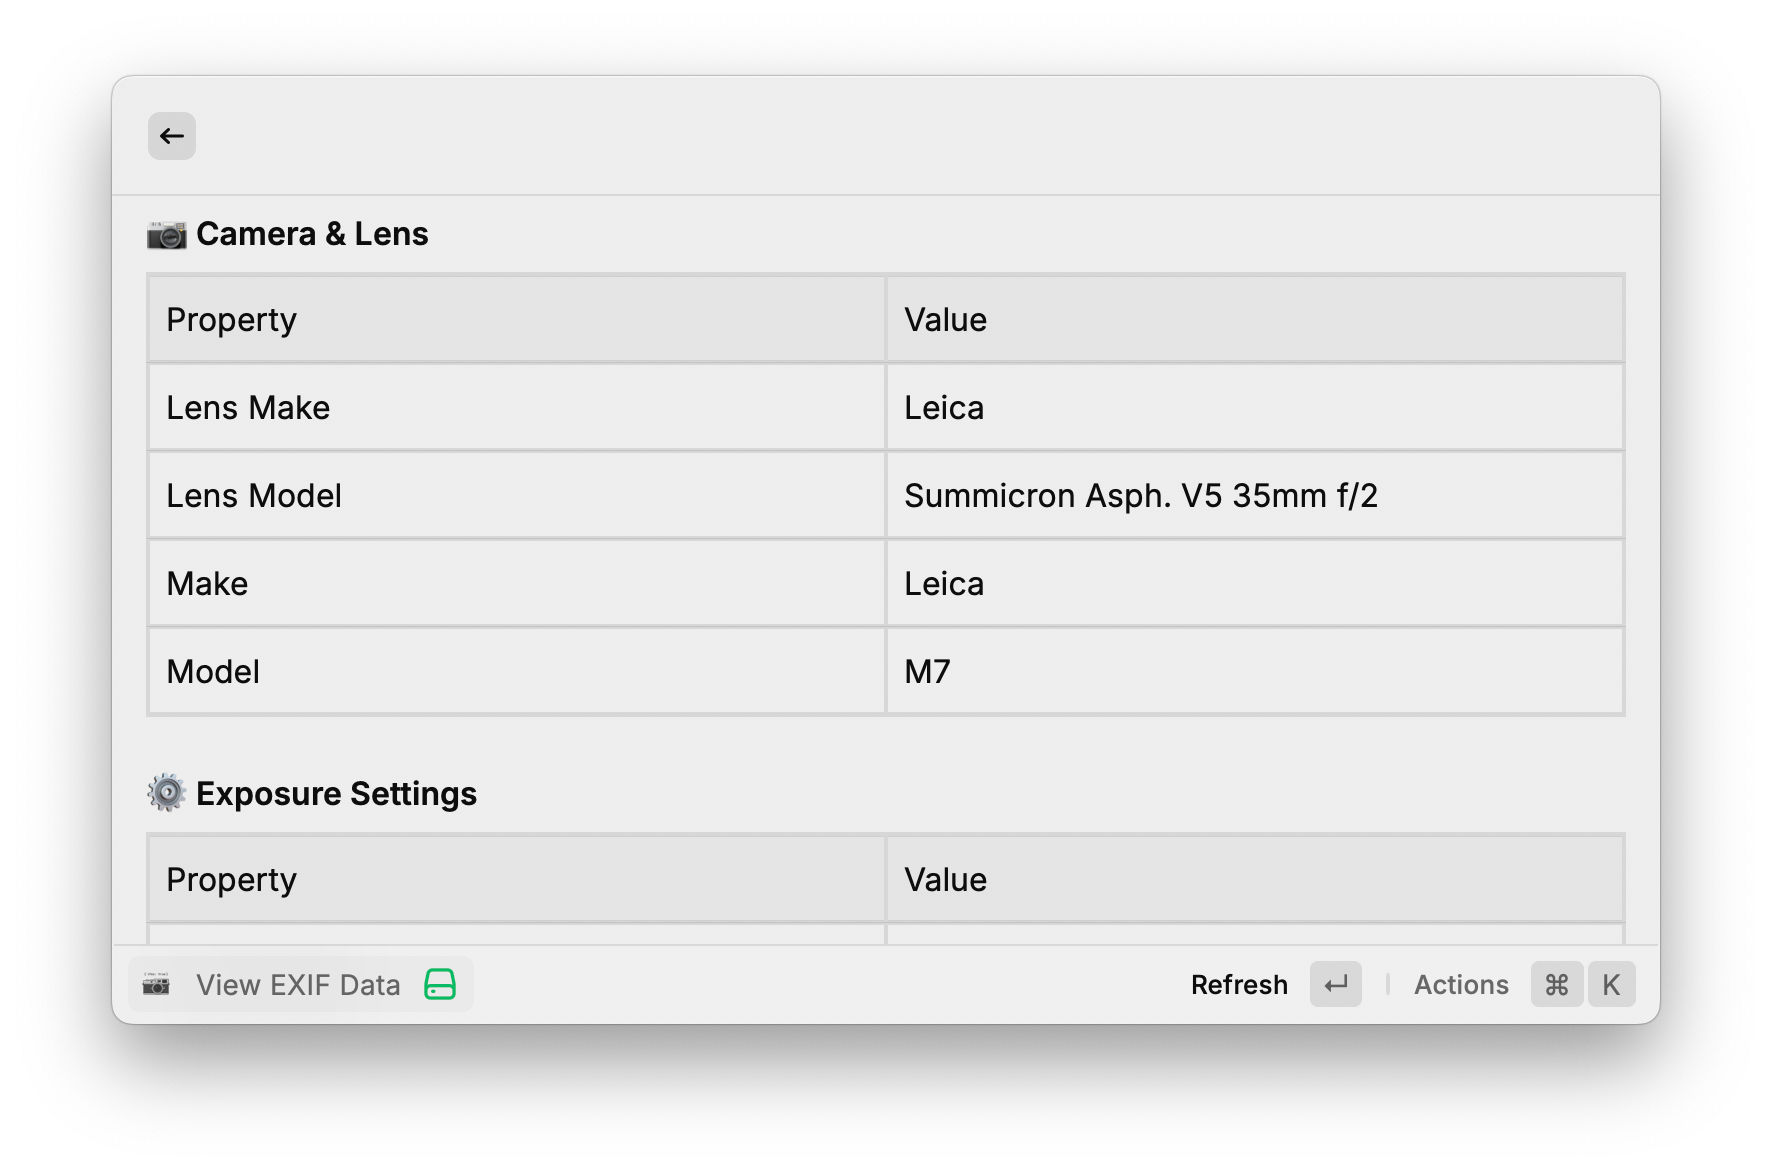 Camera & Lens
Property Value
Lens Make Leica
Lens Model Summicron Asph. V5 35mm f/2
Make Leica
Model M7
Exposure Settings
Property Value
View EXIF Data Refresh Actions ⌘ K